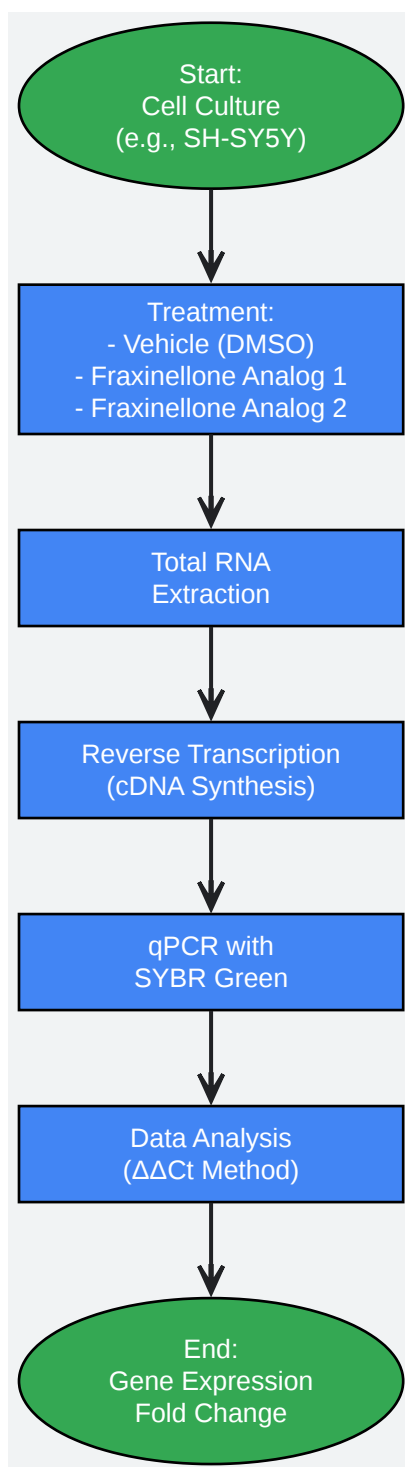 Start:
Cell Culture
(e.g., SH-SY5Y)
Treatment:
- Vehicle (DMSO)
- Fraxinellone Analog 1
- Fraxinellone Analog 2
Total RNA
Extraction
Reverse Transcription
(cDNA Synthesis)
qPCR with
SYBR Green
Data Analysis
(ΔΔCt Method)
End:
Gene Expression
Fold Change